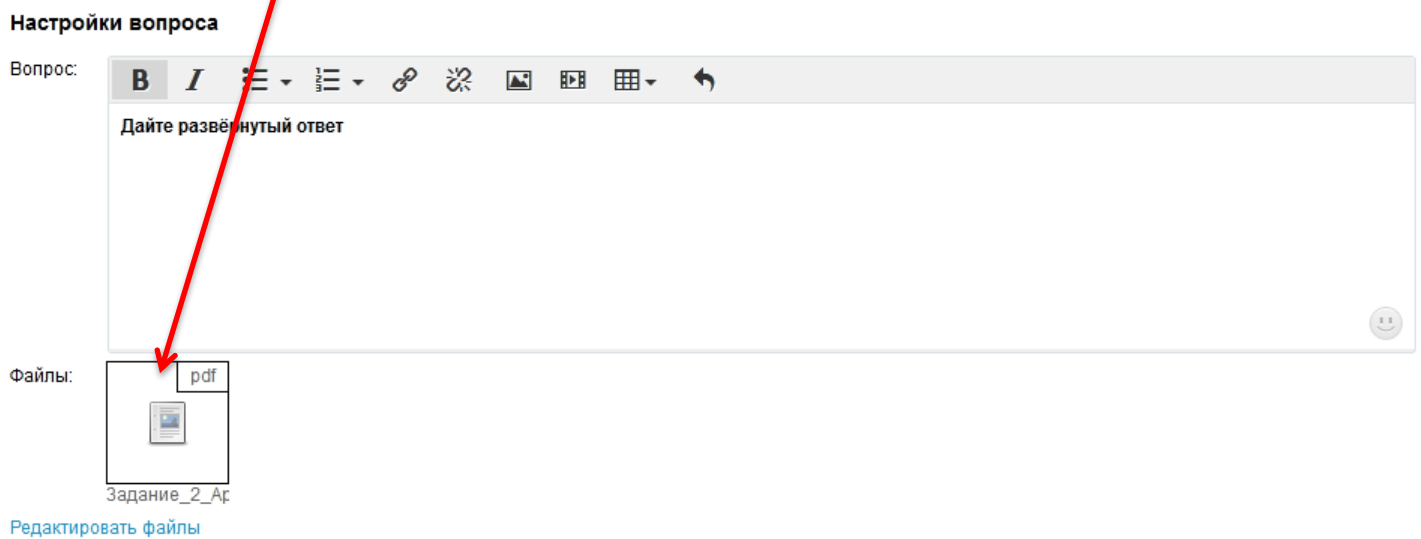 Настройки вопроса
Вопрос:
B I
Дайте развёрнутый ответ
Файлы:
pdf
Задание_2_Ар
Редактировать файлы